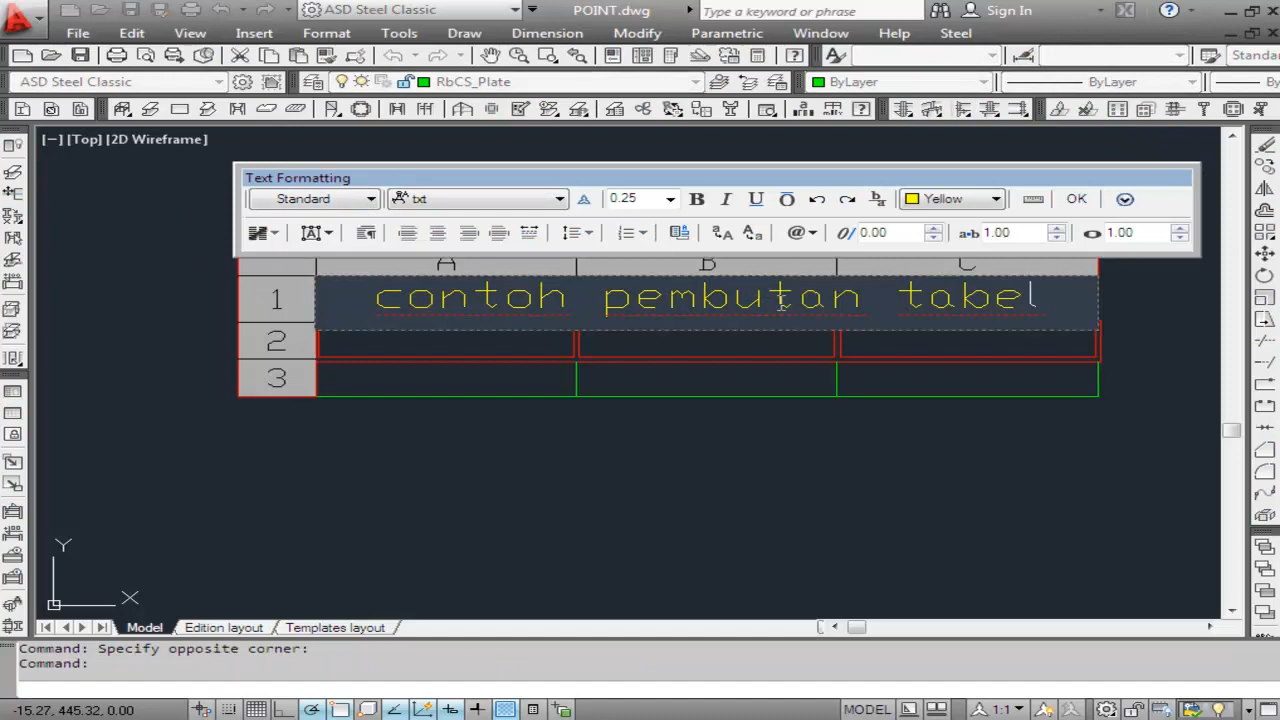 ASD Steel Classic
POINT.dwg
Type a keyword or phrase
Sign In
File Edit View Insert Format Tools Draw Dimension Modify Parametric Window Help Steel
Standa
ASD Steel Classic
RbCS_Plate
ByLayer
ByLayer
By
[−] [Top] [2D Wireframe]
Text Formatting
Standard
txt
0.25
B I U O
Yellow
OK
@
0/ 0.00
a•b 1.00
1.00
A B C
1 contoh pembutan tabel
2
3
Y
X
Model Edition layout Templates layout
Command: Specify opposite corner:
Command:
-15.27, 445.32, 0.00
MODEL
1:1